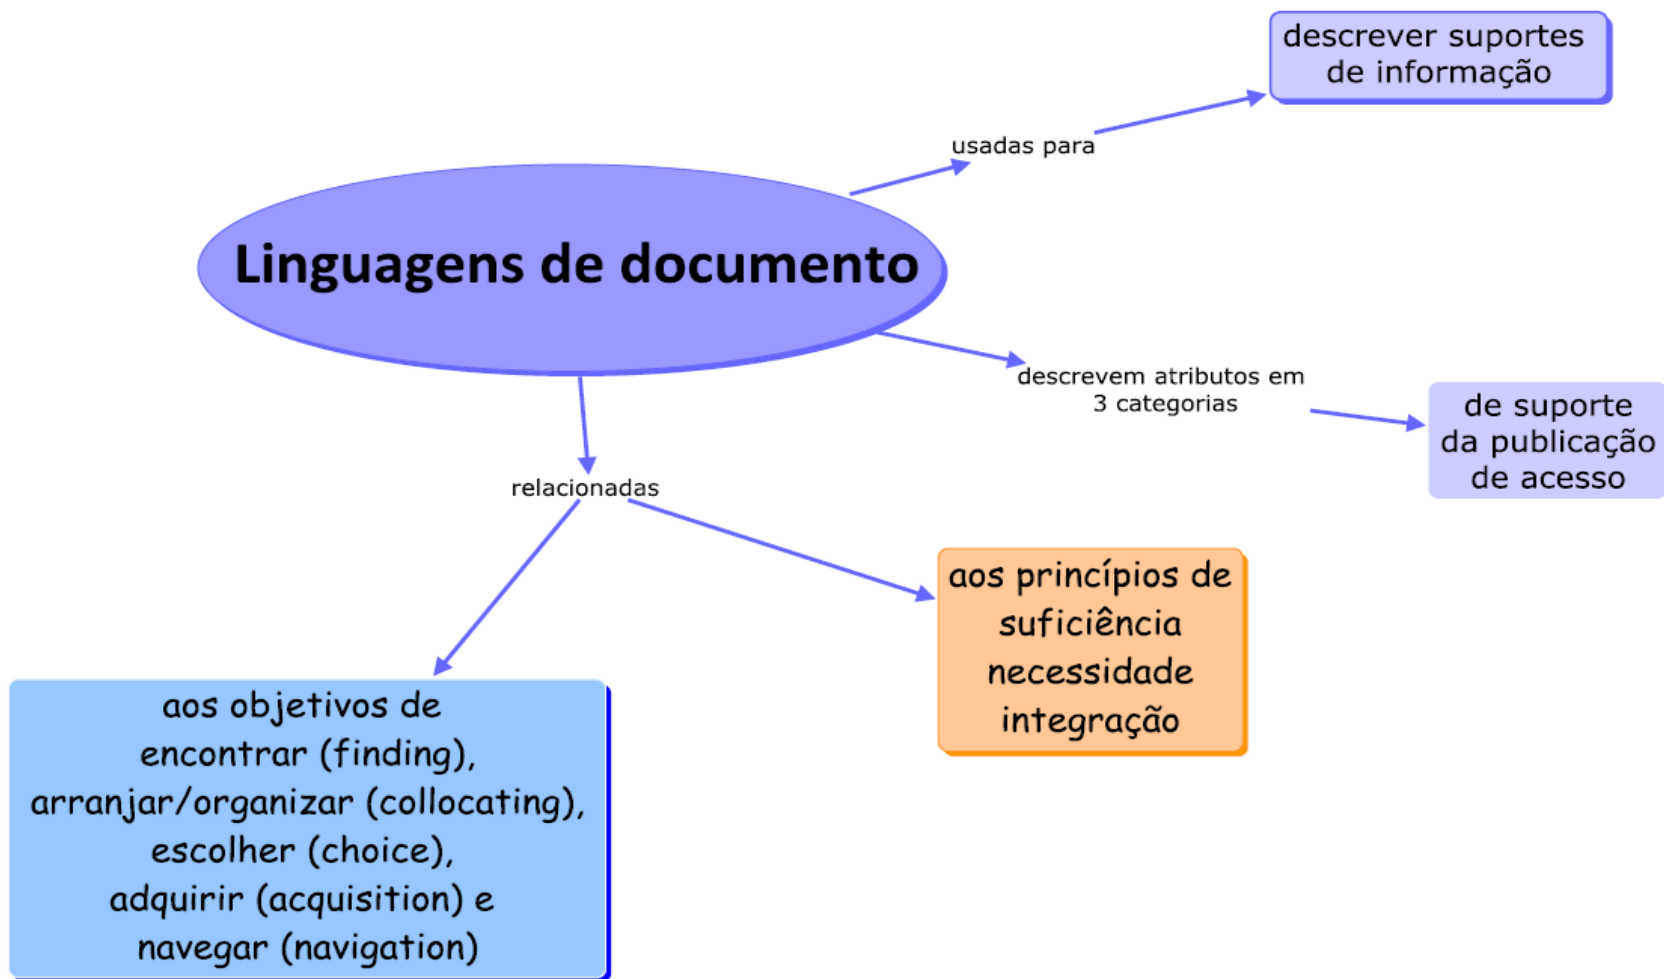 descrever suportes
de informação
usadas para
Linguagens de documento
descrevem atributos em
3 categorias
de suporte
da publicação
de acesso
relacionadas
aos princípios de
suficiência
necessidade
integração
aos objetivos de
encontrar (finding),
arranjar/organizar (collocating),
escolher (choice),
adquirir (acquisition) e
navegar (navigation)